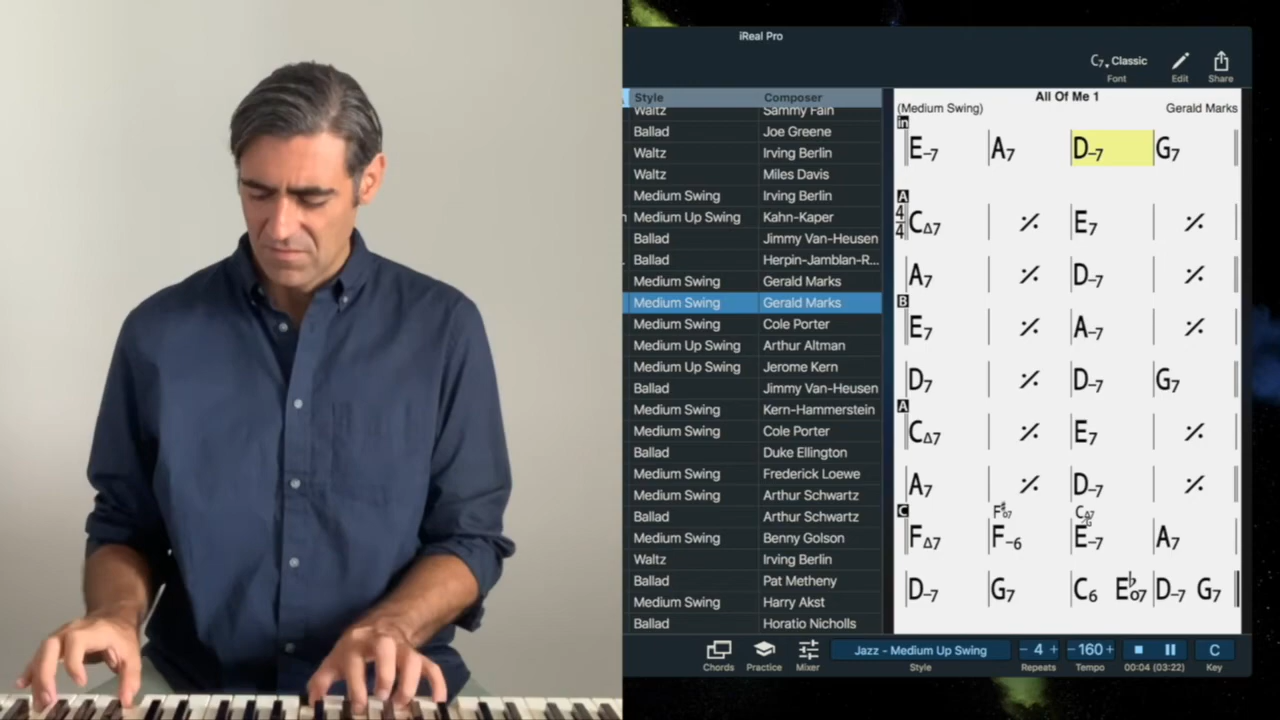 iReal Pro
C7 Classic
Font Edit Share
Style Composer
Waltz Sammy Fain
Ballad Joe Greene
Waltz Irving Berlin
Waltz Miles Davis
Medium Swing Irving Berlin
Medium Up Swing Kahn-Kaper
Ballad Jimmy Van-Heusen
Ballad Herpin-Jamblan-R...
Medium Swing Gerald Marks
Medium Swing Gerald Marks
Medium Swing Cole Porter
Medium Up Swing Arthur Altman
Medium Up Swing Jerome Kern
Ballad Jimmy Van-Heusen
Medium Swing Kern-Hammerstein
Medium Swing Cole Porter
Ballad Duke Ellington
Medium Swing Frederick Loewe
Medium Swing Arthur Schwartz
Ballad Arthur Schwartz
Medium Swing Benny Golson
Waltz Irving Berlin
Ballad Pat Metheny
Medium Swing Harry Akst
Ballad Horatio Nicholls
All Of Me 1
(Medium Swing) Gerald Marks
in
E-7 A7 D-7 G7
A
4/4 CΔ7 E7
A7 D-7
B
E7 A-7
D7 D-7 G7
A
CΔ7 E7
A7 D-7
C F#o7 CΔ7/G
FΔ7 F-6 E-7 A7
D-7 G7 C6 E♭o7 D-7 G7
Chords Practice Mixer
Jazz - Medium Up Swing
Style
- 4 +
Repeats
-160+
Tempo
00:04 (03:22)
C
Key